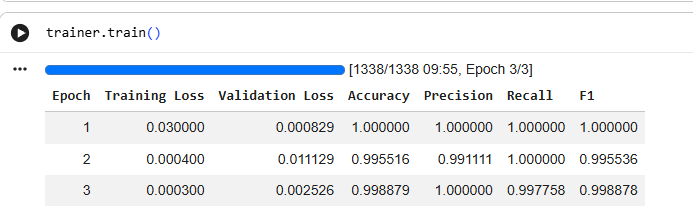 trainer.train()
[1338/1338 09:55, Epoch 3/3]
Epoch Training Loss Validation Loss Accuracy Precision Recall F1
1 0.030000 0.000829 1.000000 1.000000 1.000000 1.000000
2 0.000400 0.011129 0.995516 0.991111 1.000000 0.995536
3 0.000300 0.002526 0.998879 1.000000 0.997758 0.998878